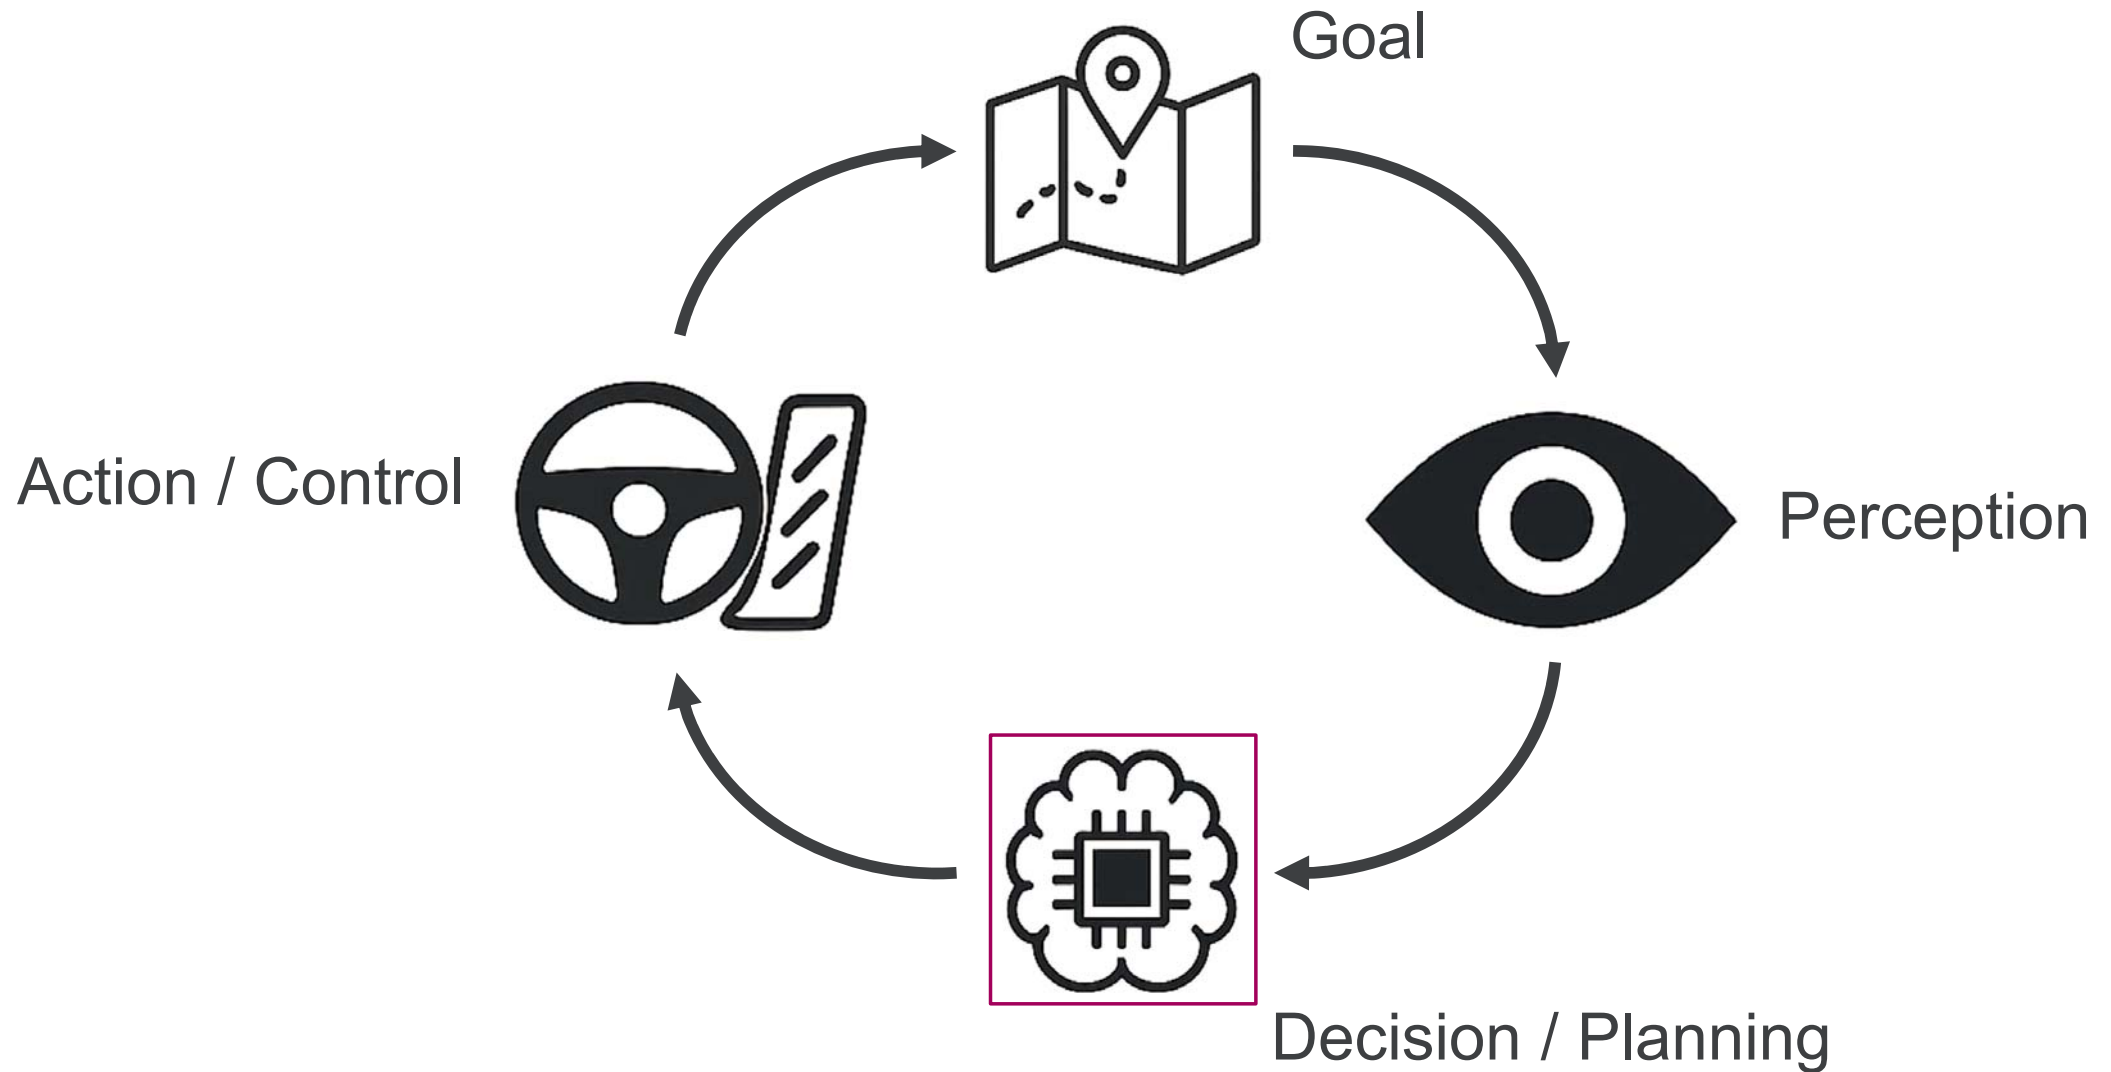 Goal
Action / Control
Perception
Decision / Planning